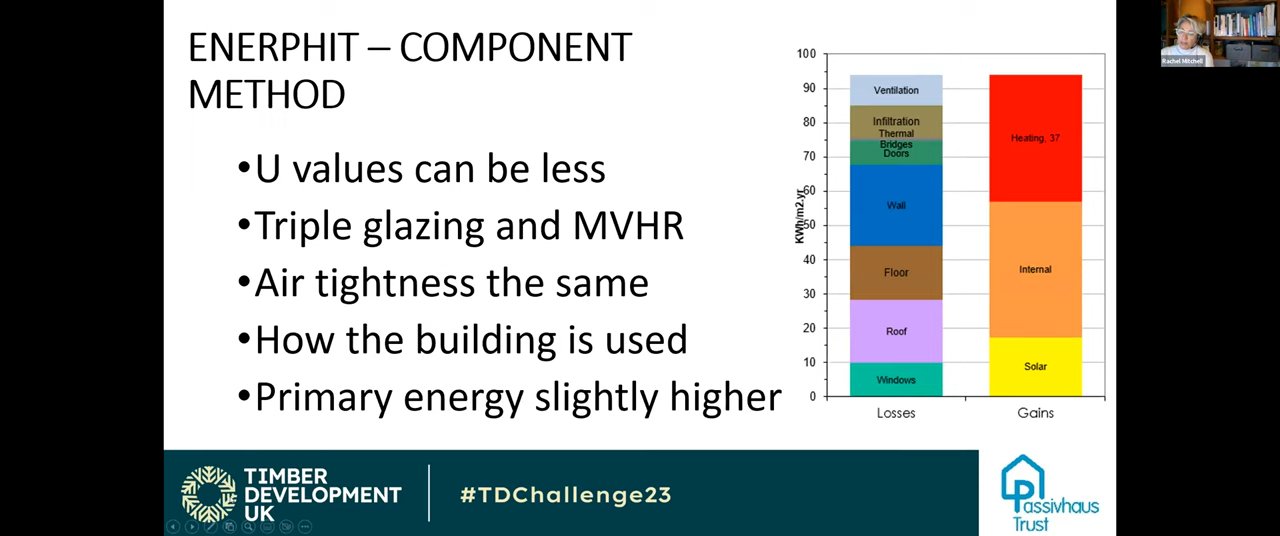 ENERPHIT – COMPONENT
METHOD
•U values can be less
•Triple glazing and MVHR
•Air tightness the same
•How the building is used
•Primary energy slightly higher
KWh/m2.yr
100
90
80
70
60
50
40
30
20
10
0
Ventilation
Infiltration
Thermal
Bridges
Doors
Wall
Floor
Roof
Windows
Heating, 37
Internal
Solar
Losses
Gains
TIMBER
DEVELOPMENT
UK
#TDChallenge23
Passivhaus
Trust
Rachel Mitchell